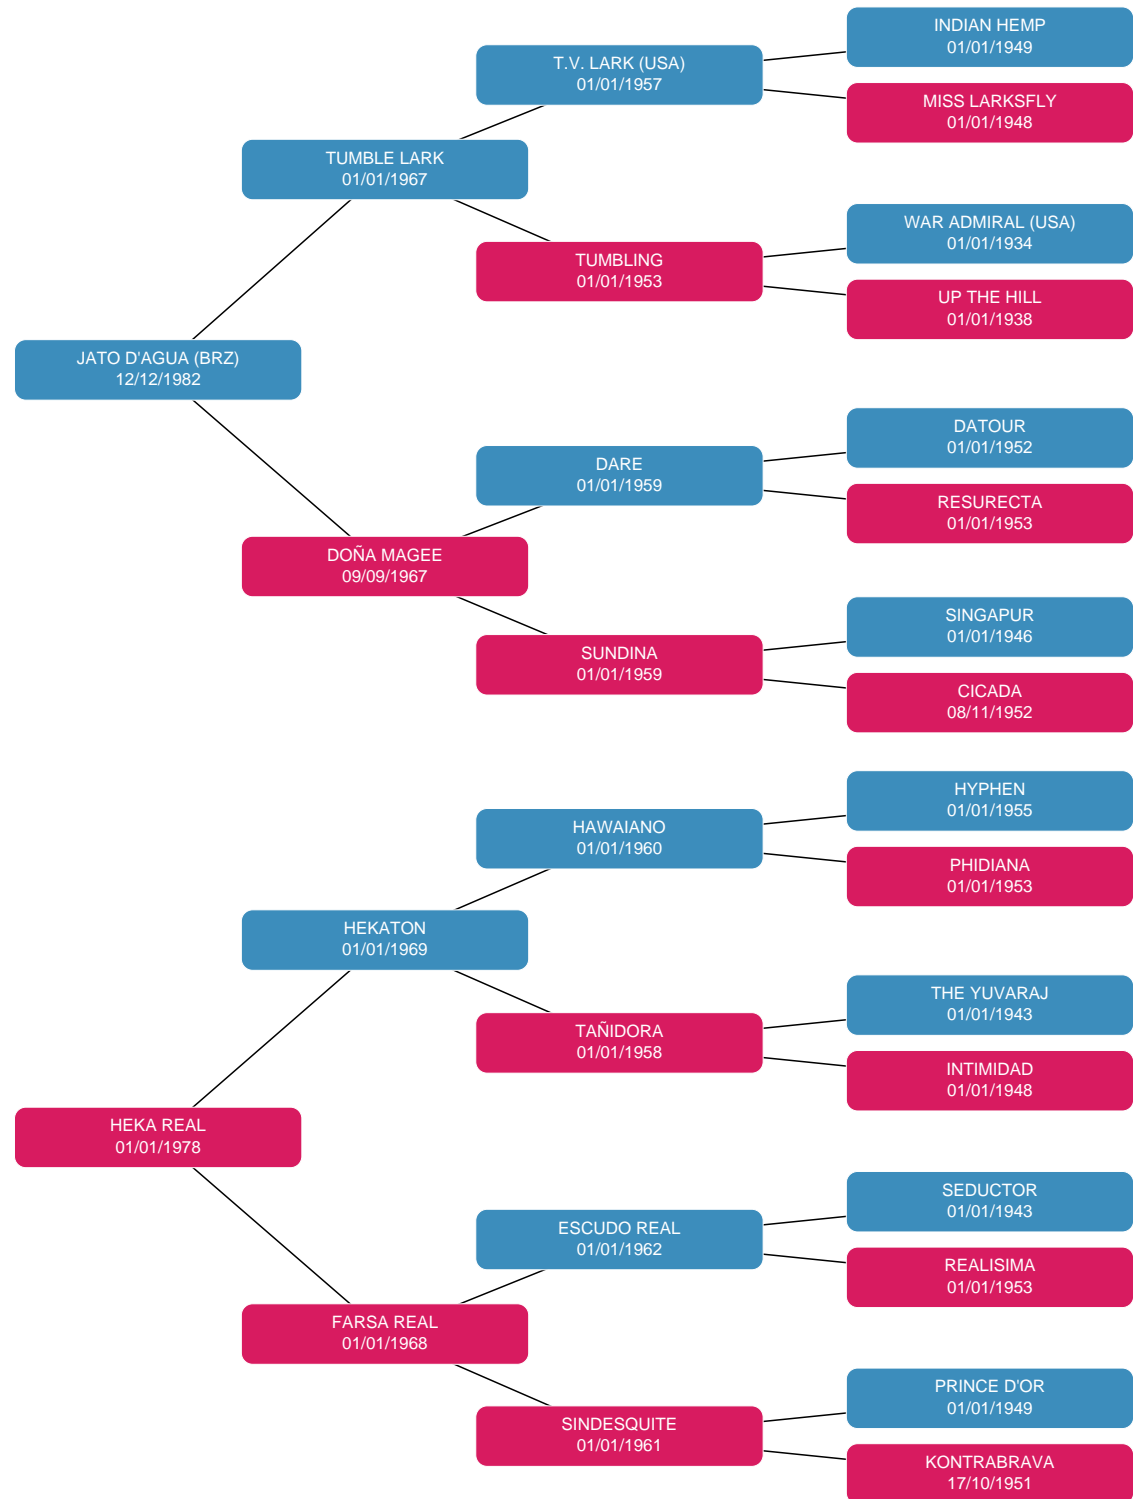 INDIAN HEMP
01/01/1949
T.V. LARK (USA)
01/01/1957
MISS LARKSFLY
01/01/1948
TUMBLE LARK
01/01/1967
WAR ADMIRAL (USA)
01/01/1934
TUMBLING
01/01/1953
UP THE HILL
01/01/1938
JATO D'AGUA (BRZ)
12/12/1982
DATOUR
01/01/1952
DARE
01/01/1959
RESURECTA
01/01/1953
DOÑA MAGEE
09/09/1967
SINGAPUR
01/01/1946
SUNDINA
01/01/1959
CICADA
08/11/1952
HYPHEN
01/01/1955
HAWAIANO
01/01/1960
PHIDIANA
01/01/1953
HEKATON
01/01/1969
THE YUVARAJ
01/01/1943
TAÑIDORA
01/01/1958
INTIMIDAD
01/01/1948
HEKA REAL
01/01/1978
SEDUCTOR
01/01/1943
ESCUDO REAL
01/01/1962
REALISIMA
01/01/1953
FARSA REAL
01/01/1968
PRINCE D'OR
01/01/1949
SINDESQUITE
01/01/1961
KONTRABRAVA
17/10/1951